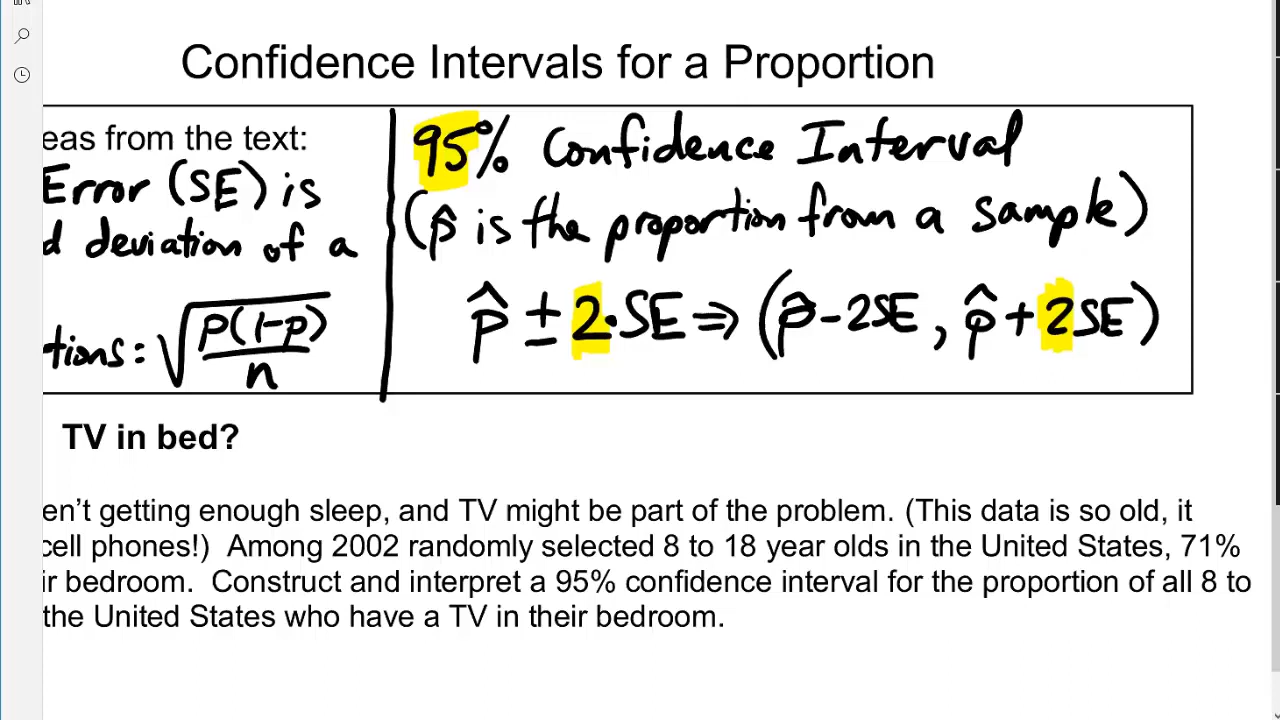 Confidence Intervals for a Proportion
eas from the text:
Error (SE) is
d deviation of a
tions: √(p(1-p)/n)
95% Confidence Interval
(p̂ is the proportion from a sample)
p̂ ± 2·SE ⇒ (p̂ - 2SE, p̂ + 2SE)
TV in bed?
en't getting enough sleep, and TV might be part of the problem. (This data is so old, it
cell phones!) Among 2002 randomly selected 8 to 18 year olds in the United States, 71%
ir bedroom. Construct and interpret a 95% confidence interval for the proportion of all 8 to
the United States who have a TV in their bedroom.